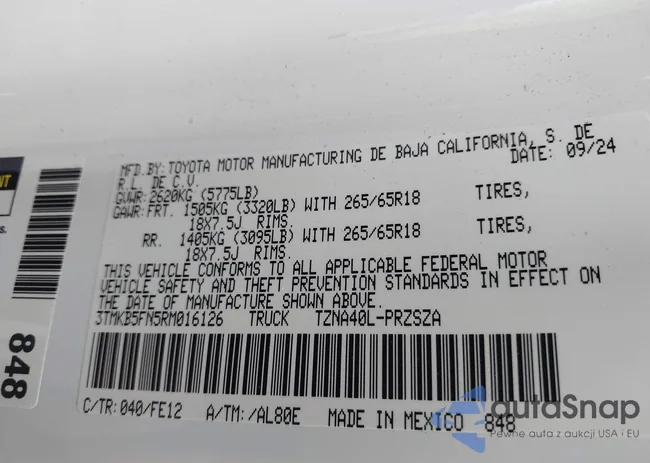 MFD.BY:TOYOTA MOTOR MANUFACTURING DE BAJA CALIFORNIA, S. DE
R.L. DE C.V. DATE: 09/24
GVWR:2620KG (5775LB)
GAWR:FRT. 1505KG (3320LB) WITH 265/65R18 TIRES,
18X7.5J RIMS.
RR. 1405KG (3095LB) WITH 265/65R18 TIRES,
18X7.5J RIMS.
THIS VEHICLE CONFORMS TO ALL APPLICABLE FEDERAL MOTOR
VEHICLE SAFETY AND THEFT PREVENTION STANDARDS IN EFFECT ON
THE DATE OF MANUFACTURE SHOWN ABOVE.
3TMKB5FN5RM016126 TRUCK TZNA40L-PRZSZA
C/TR: 040/FE12 A/TM: /AL80E MADE IN MEXICO 848
848
autaSnap
Pewne auta z aukcji USA i EU